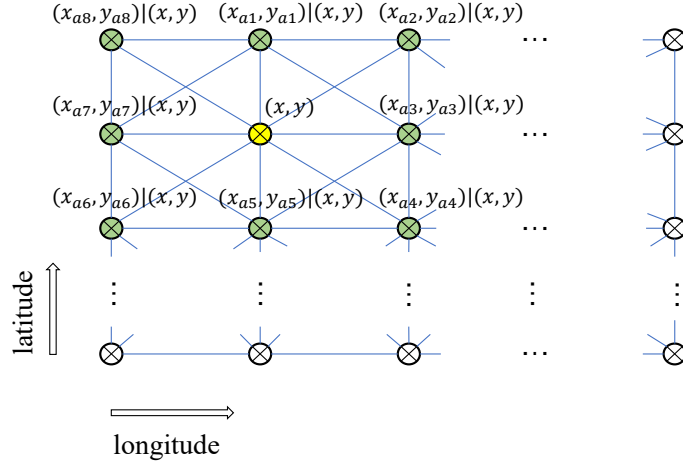 (x_{a8}, y_{a8})|(x, y) (x_{a1}, y_{a1})|(x, y) (x_{a2}, y_{a2})|(x, y)
...
(x_{a7}, y_{a7})|(x, y) (x, y) (x_{a3}, y_{a3})|(x, y)
...
(x_{a6}, y_{a6})|(x, y) (x_{a5}, y_{a5})|(x, y) (x_{a4}, y_{a4})|(x, y)
...
⋮ ⋮ ⋮ ⋮ ⋮
latitude
...
longitude